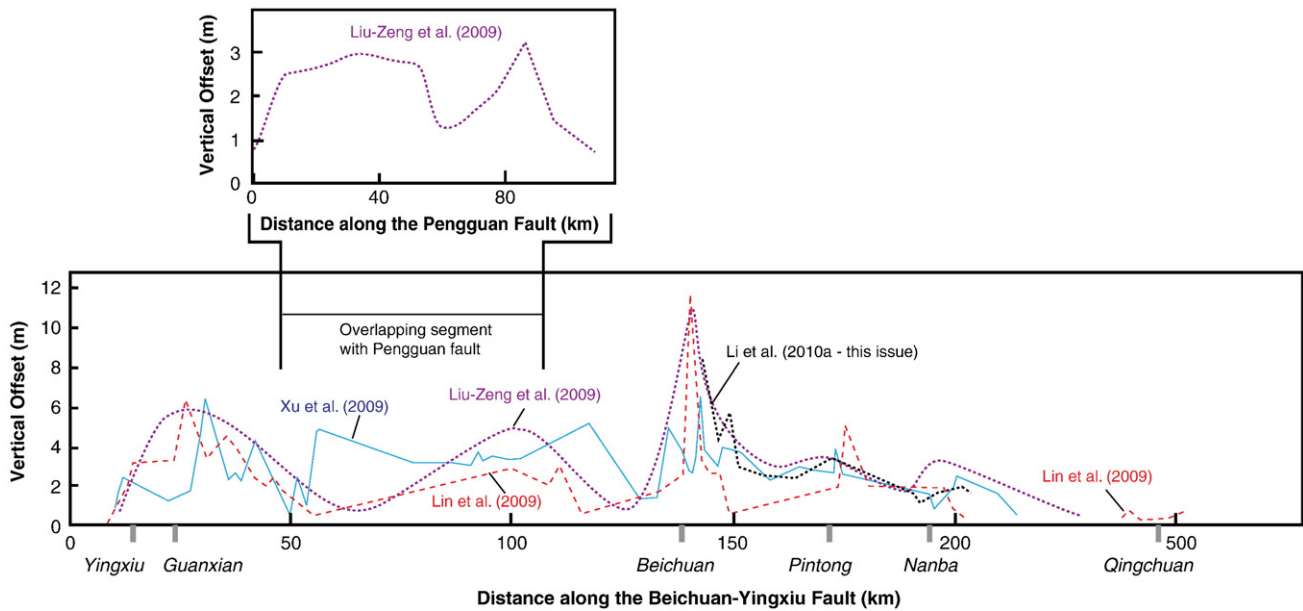 Liu-Zeng et al. (2009)
Vertical Offset (m)
3
2
1
0
0
40
80
Distance along the Pengguan Fault (km)
Vertical Offset (m)
12
10
8
6
4
2
0
Overlapping segment
with Pengguan fault
Xu et al. (2009)
Liu-Zeng et al. (2009)
Li et al. (2010a - this issue)
Lin et al. (2009)
Lin et al. (2009)
0
50
100
150
200
500
Yingxiu
Guanxian
Beichuan
Pintong
Nanba
Qingchuan
Distance along the Beichuan-Yingxiu Fault (km)